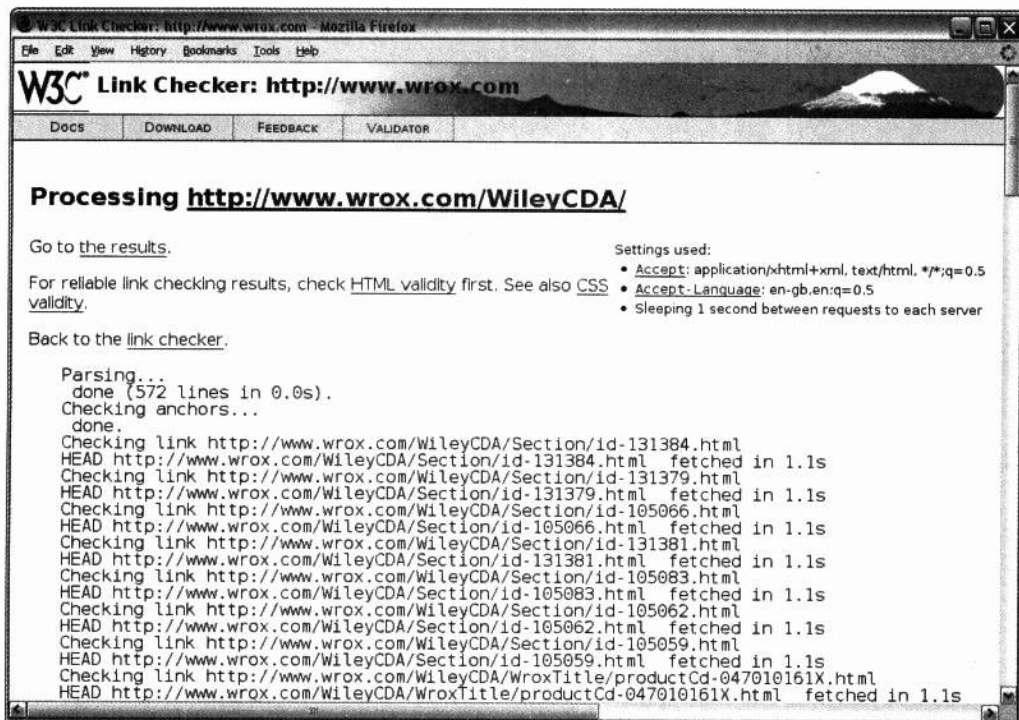 W3C Link Checker: http://www.wrox.com - Mozilla Firefox
File Edit View History Bookmarks Tools Help
W3C® Link Checker: http://www.wrox.com
DOCS DOWNLOAD FEEDBACK VALIDATOR
Processing http://www.wrox.com/WileyCDA/
Go to the results.
For reliable link checking results, check HTML validity first. See also CSS
validity.
Back to the link checker.
Settings used:
• Accept: application/xhtml+xml, text/html, */*;q=0.5
• Accept-Language: en-gb,en;q=0.5
• Sleeping 1 second between requests to each server
Parsing...
done (572 lines in 0.0s).
Checking anchors...
done.
Checking link http://www.wrox.com/WileyCDA/Section/id-131384.html
HEAD http://www.wrox.com/WileyCDA/Section/id-131384.html fetched in 1.1s
Checking link http://www.wrox.com/WileyCDA/Section/id-131379.html
HEAD http://www.wrox.com/WileyCDA/Section/id-131379.html fetched in 1.1s
Checking link http://www.wrox.com/WileyCDA/Section/id-105066.html
HEAD http://www.wrox.com/WileyCDA/Section/id-105066.html fetched in 1.1s
Checking link http://www.wrox.com/WileyCDA/Section/id-131381.html
HEAD http://www.wrox.com/WileyCDA/Section/id-131381.html fetched in 1.1s
Checking link http://www.wrox.com/WileyCDA/Section/id-105083.html
HEAD http://www.wrox.com/WileyCDA/Section/id-105083.html fetched in 1.1s
Checking link http://www.wrox.com/WileyCDA/Section/id-105062.html
HEAD http://www.wrox.com/WileyCDA/Section/id-105062.html fetched in 1.1s
Checking link http://www.wrox.com/WileyCDA/Section/id-105059.html
HEAD http://www.wrox.com/WileyCDA/Section/id-105059.html fetched in 1.1s
Checking link http://www.wrox.com/WileyCDA/WroxTitle/productCd-047010161X.html
HEAD http://www.wrox.com/WileyCDA/WroxTitle/productCd-047010161X.html fetched in 1.1s